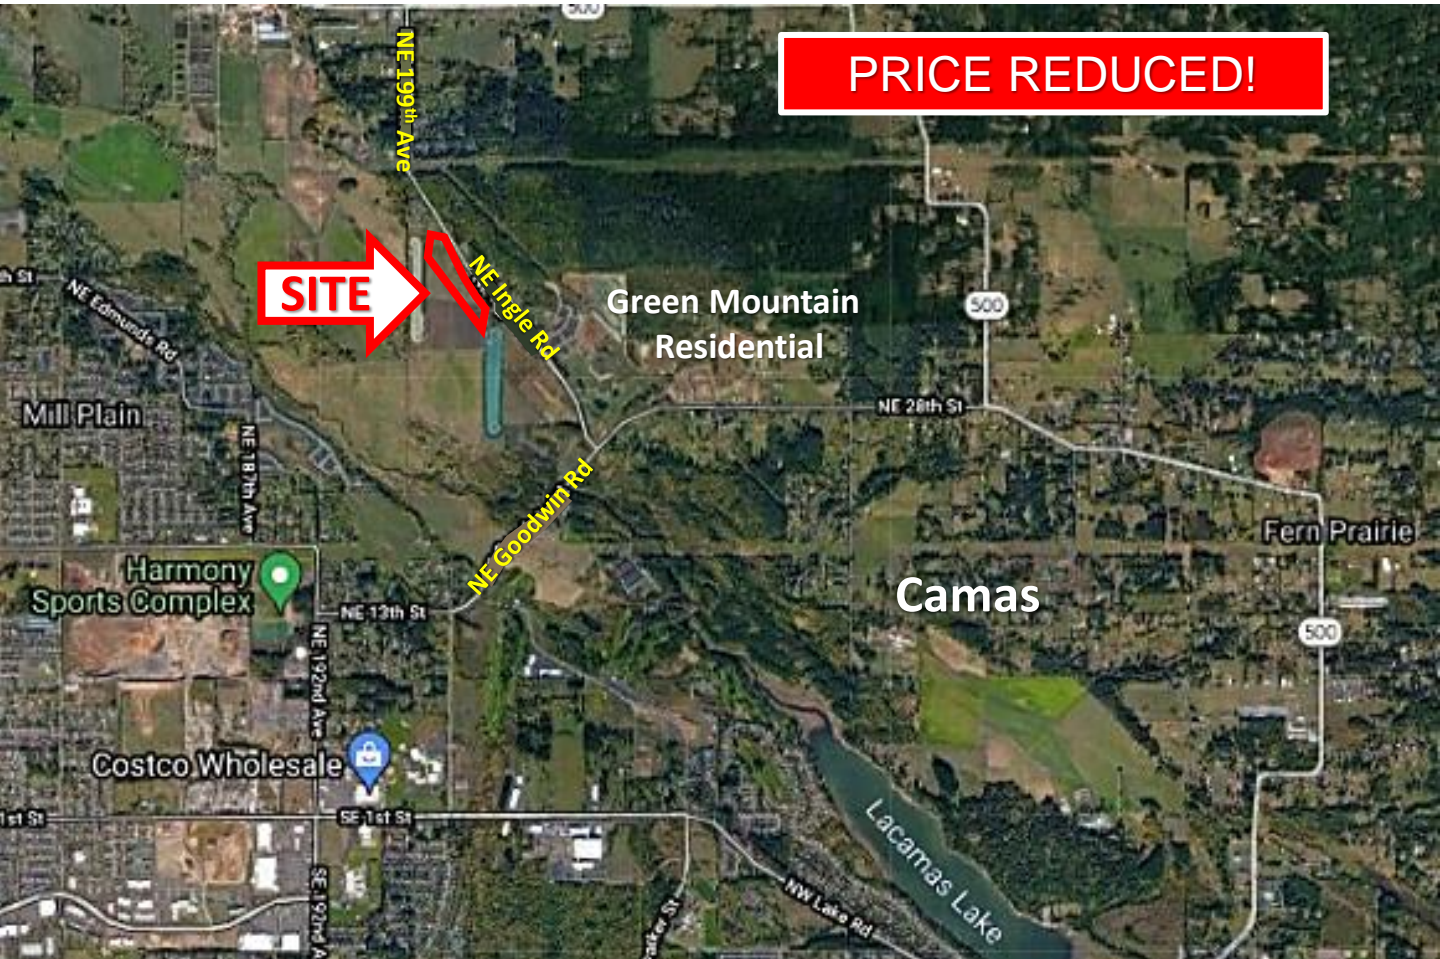 500
PRICE REDUCED!
NE 199th Ave
SITE
NE Ingle Rd
Green Mountain
Residential
500
h St
NE Edmunds Rd
Mill Plain
NE 187th Ave
NE 28th St
NE Goodwin Rd
Fern Prairie
Harmony
Sports Complex
Camas
NE 13th St
500
NE 192nd Ave
Costco Wholesale
1st St
SE 1st St
SE 192nd A
Lacamas Lake
NW Lake Rd